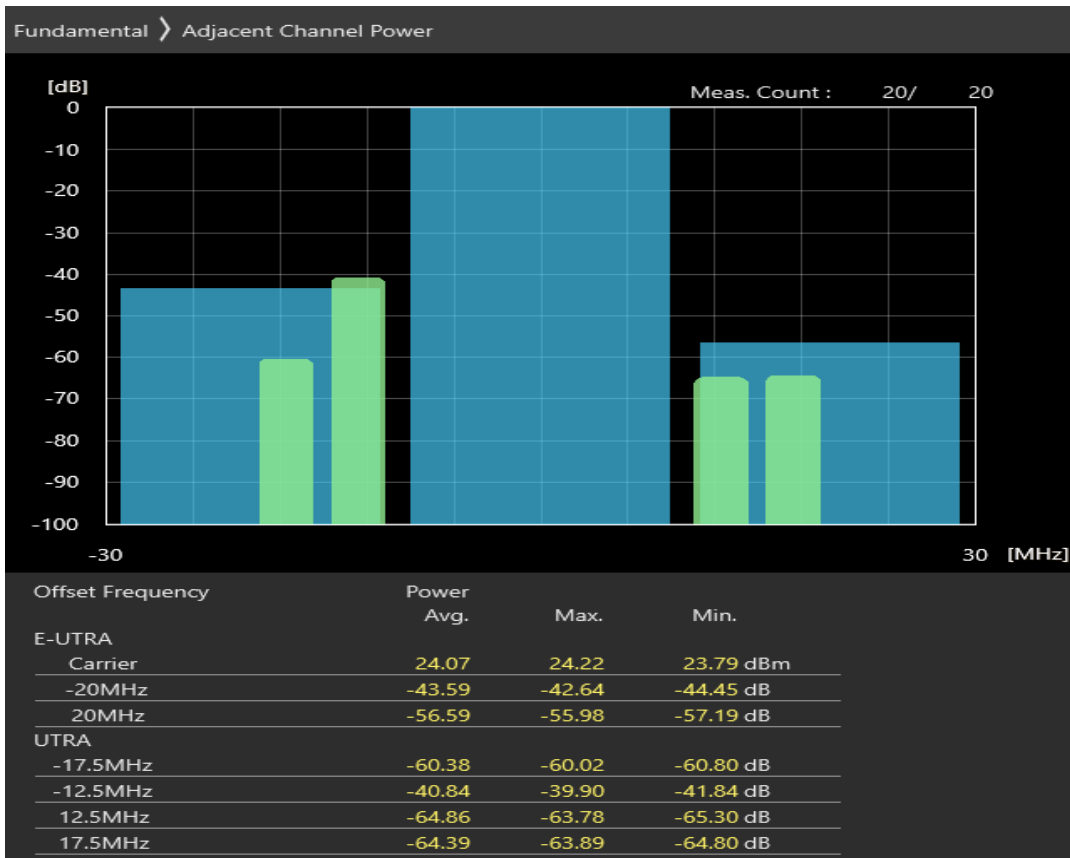 Fundamental 〉 Adjacent Channel Power
[dB]
Meas. Count : 20/ 20
0
-10
-20
-30
-40
-50
-60
-70
-80
-90
-100
-30 30 [MHz]
Offset Frequency Power
Avg. Max. Min.
E-UTRA
Carrier 24.07 24.22 23.79 dBm
-20MHz -43.59 -42.64 -44.45 dB
20MHz -56.59 -55.98 -57.19 dB
UTRA
-17.5MHz -60.38 -60.02 -60.80 dB
-12.5MHz -40.84 -39.90 -41.84 dB
12.5MHz -64.86 -63.78 -65.30 dB
17.5MHz -64.39 -63.89 -64.80 dB